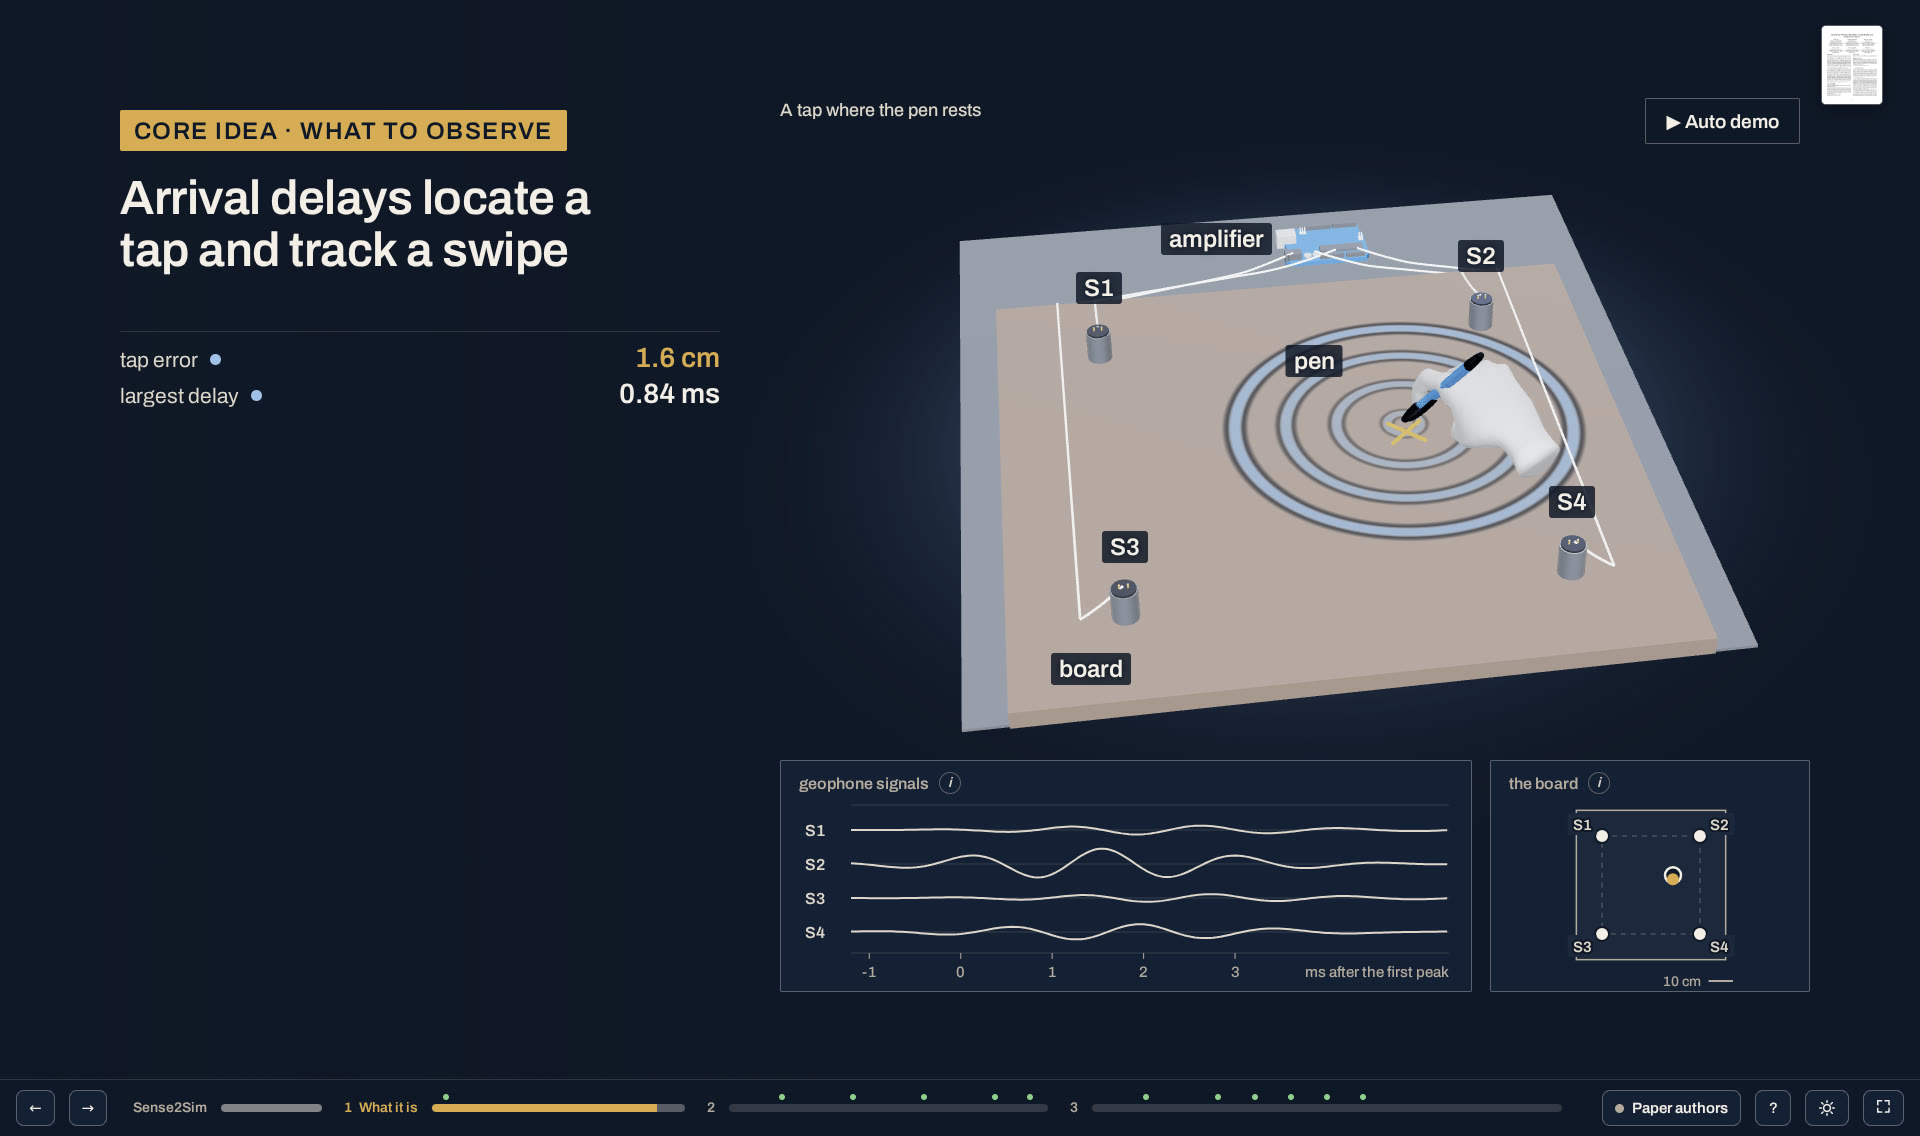 CORE IDEA · WHAT TO OBSERVE
Arrival delays locate a
tap and track a swipe
tap error
1.6 cm
largest delay
0.84 ms
A tap where the pen rests
▶ Auto demo
amplifier
S1
S2
pen
S4
S3
board
geophone signals i
S1
S2
S3
S4
-1 0 1 2 3 ms after the first peak
the board i
S1 S2
S3 S4
10 cm
← → Sense2Sim 1 What it is 2 3 Paper authors ?